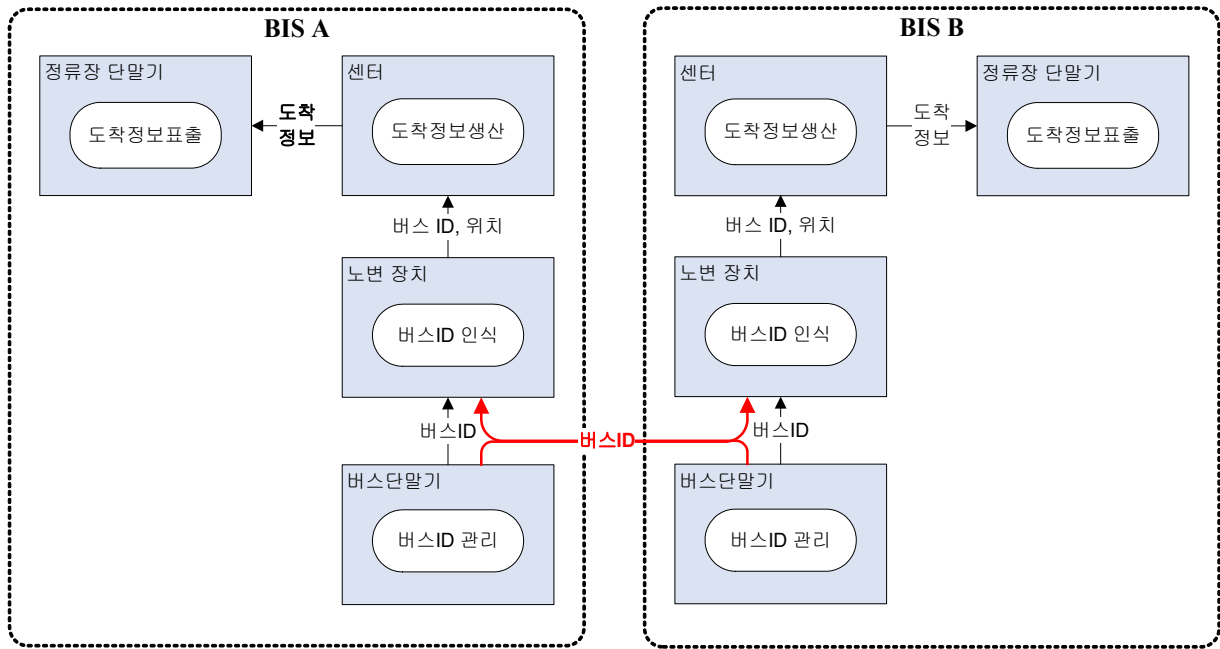 BIS A
정류장 단말기
도착정보표출
도착
정보
센터
도착정보생산
버스 ID, 위치
노변 장치
버스ID 인식
버스ID
버스단말기
버스ID 관리
버스ID
BIS B
센터
도착정보생산
도착
정보
정류장 단말기
도착정보표출
버스 ID, 위치
노변 장치
버스ID 인식
버스ID
버스단말기
버스ID 관리